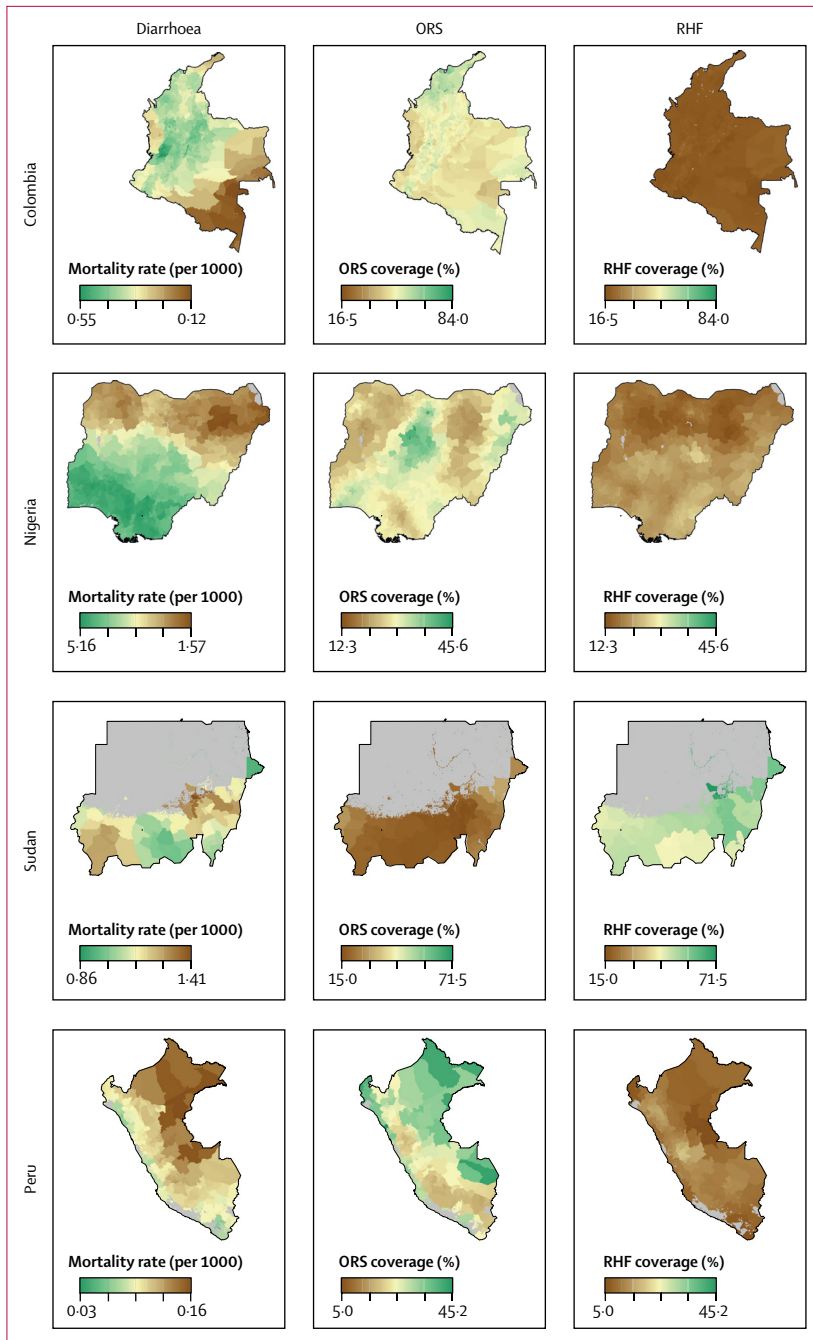 Diarrhoea
ORS
RHF
Colombia
Mortality rate (per 1000)
0·55
0·12
ORS coverage (%)
16·5
84·0
RHF coverage (%)
16·5
84·0
Nigeria
Mortality rate (per 1000)
5·16
1·57
ORS coverage (%)
12·3
45·6
RHF coverage (%)
12·3
45·6
Sudan
Mortality rate (per 1000)
0·86
1·41
ORS coverage (%)
15·0
71·5
RHF coverage (%)
15·0
71·5
Peru
Mortality rate (per 1000)
0·03
0·16
ORS coverage (%)
5·0
45·2
RHF coverage (%)
5·0
45·2